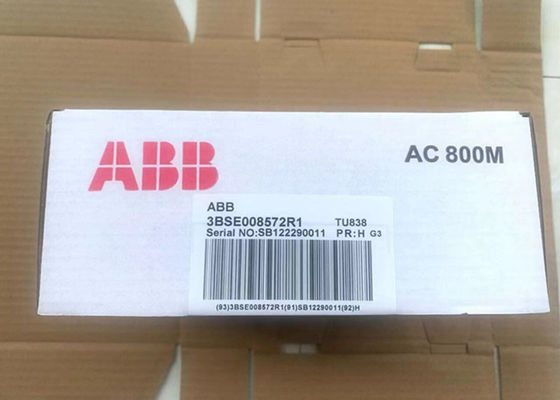 ABB
AC 800M
ABB
3BSE008572R1 TU838
Serial NO:SB122290011 PR:H G3
(93)3BSE008572R1(91)SB12290011(92)H